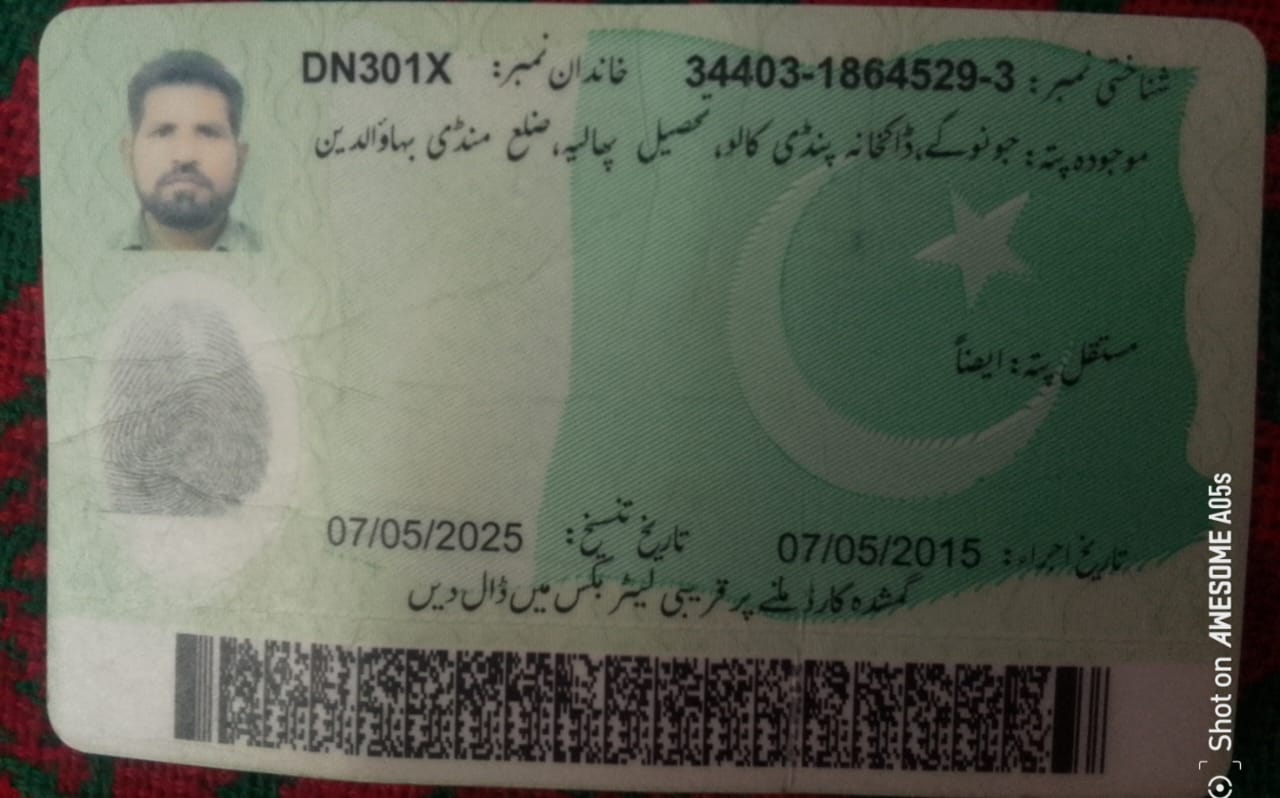 شناختی نمبر: 34403-1864529-3 خاندان نمبر: DN301X
موجودہ پتہ: جونوکے،ڈاکخانہ پنڈی کالو، تحصیل پھالیہ،ضلع منڈی بہاؤالدین
مستقل پتہ: ایضاً
تاریخ اجراء: 07/05/2015 تاریخ تنسیخ: 07/05/2025
گمشدہ کارڈ ملنے پر قریبی لیٹر بکس میں ڈال دیں
Shot on AWESOME A05s